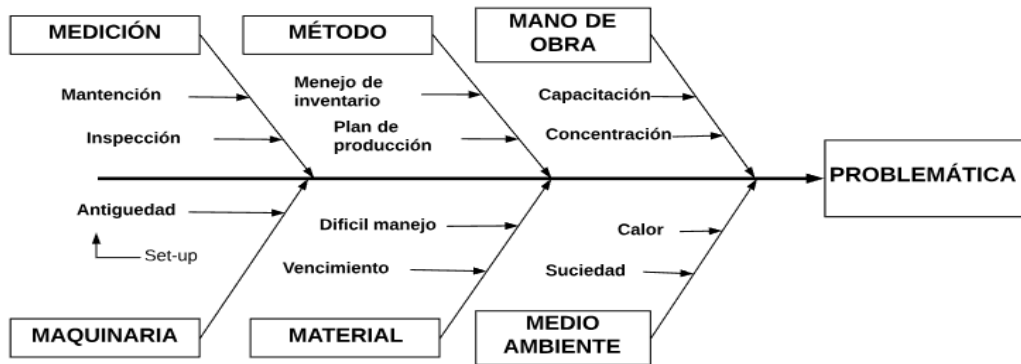 MEDICIÓN
MÉTODO
MANO DE
OBRA
Mantención
Inspección
Menejo de
inventario
Plan de
producción
Capacitación
Concentración
PROBLEMÁTICA
Antiguedad
Set-up
Dificil manejo
Vencimiento
Calor
Suciedad
MAQUINARIA
MATERIAL
MEDIO
AMBIENTE